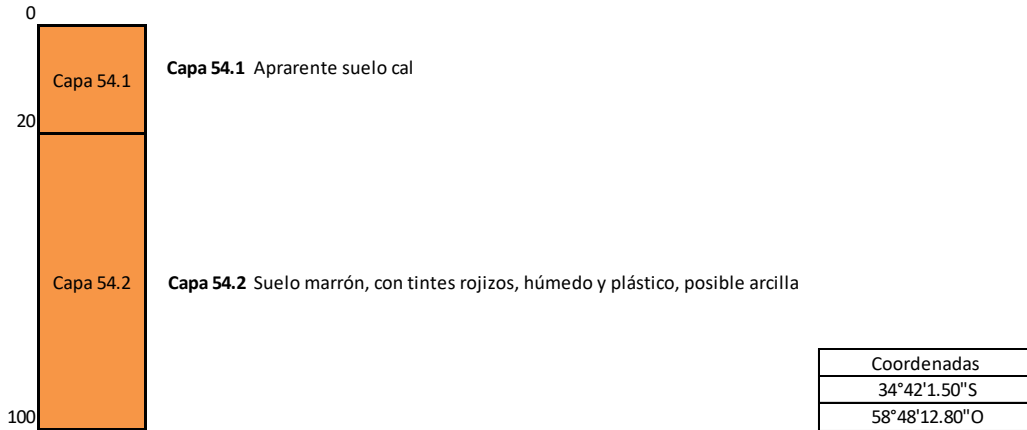 0
Capa 54.1
Capa 54.1 Aprarente suelo cal
20
Capa 54.2
Capa 54.2 Suelo marrón, con tintes rojizos, húmedo y plástico, posible arcilla
100
Coordenadas
34°42'1.50"S
58°48'12.80"O